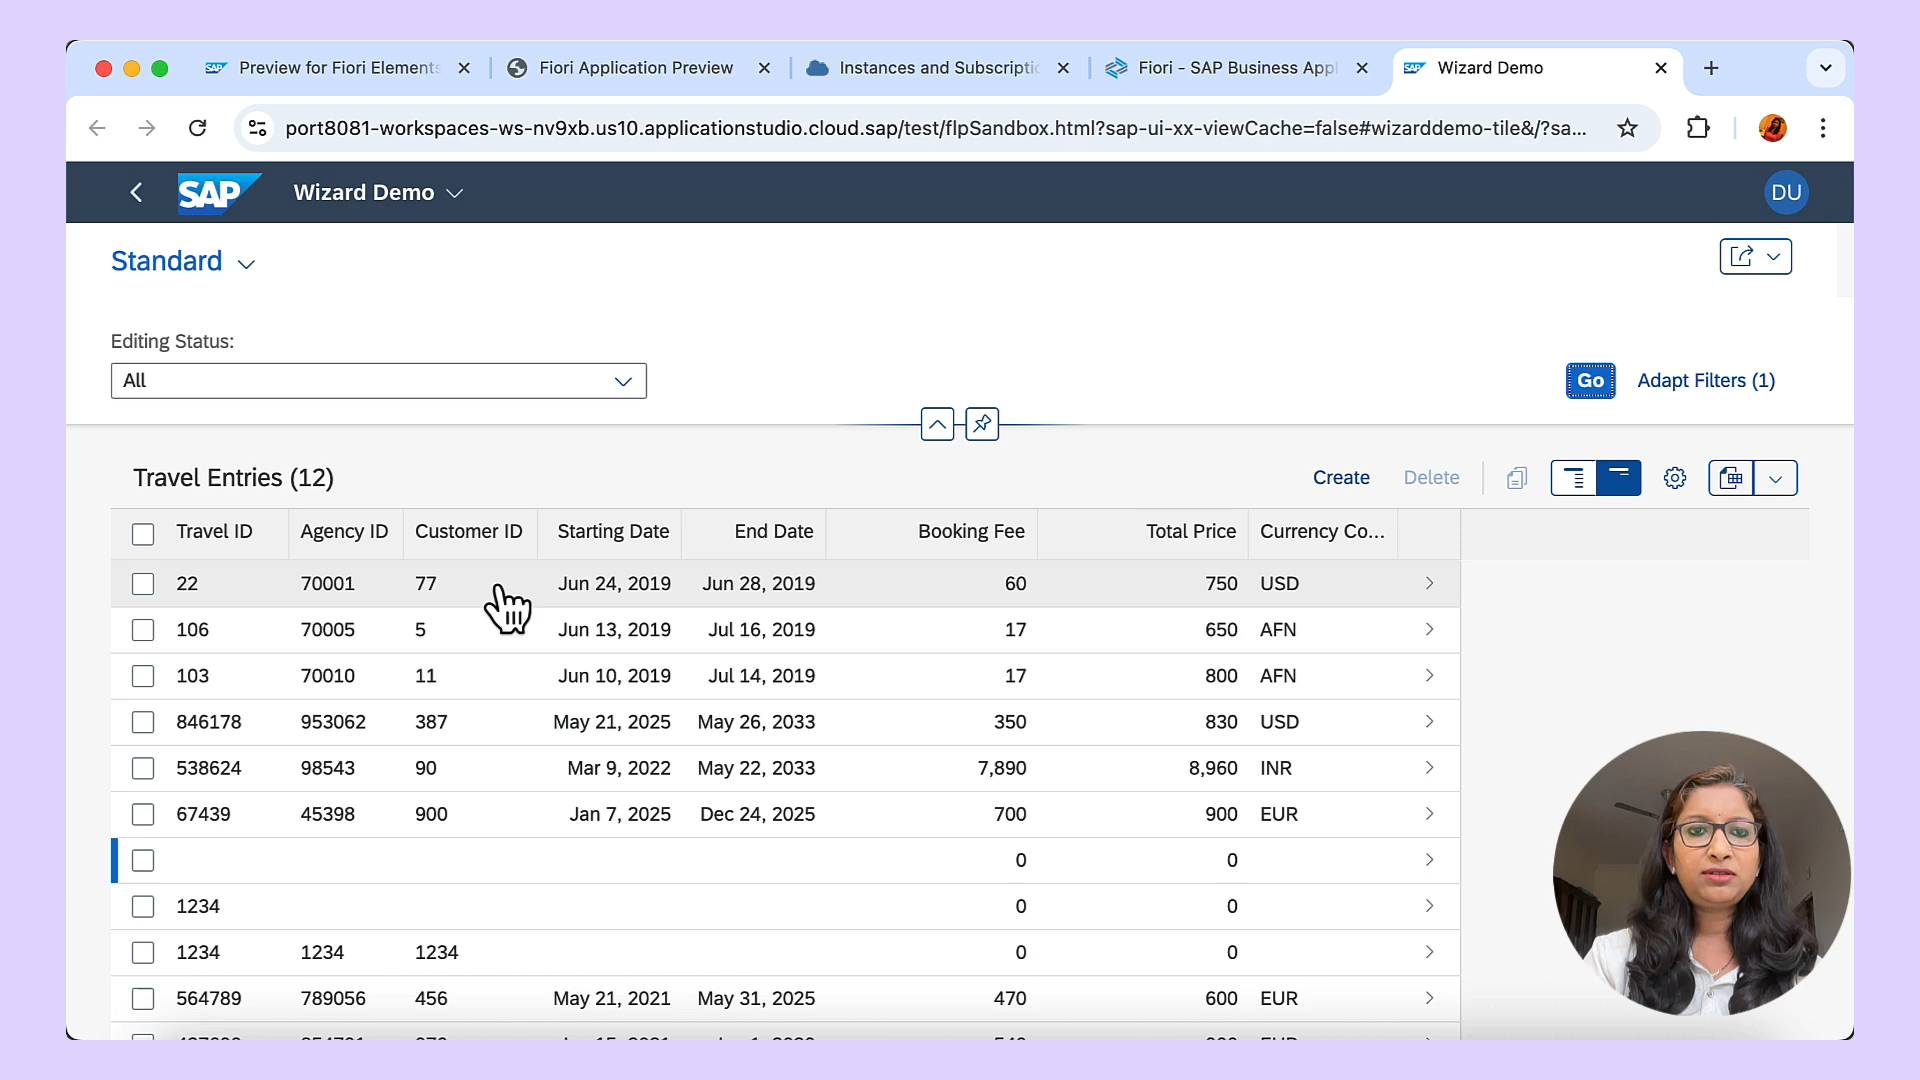 SAP Preview for Fiori Elements
Fiori Application Preview
Instances and Subscriptio
Fiori - SAP Business Appl
SAP Wizard Demo
port8081-workspaces-ws-nv9xb.us10.applicationstudio.cloud.sap/test/flpSandbox.html?sap-ui-xx-viewCache=false#wizarddemo-tile&/?sa...
SAP Wizard Demo DU
Standard
Editing Status:
All Go Adapt Filters (1)
Travel Entries (12) Create Delete
Travel ID Agency ID Customer ID Starting Date End Date Booking Fee Total Price Currency Co...
22 70001 77 Jun 24, 2019 Jun 28, 2019 60 750 USD
106 70005 5 Jun 13, 2019 Jul 16, 2019 17 650 AFN
103 70010 11 Jun 10, 2019 Jul 14, 2019 17 800 AFN
846178 953062 387 May 21, 2025 May 26, 2033 350 830 USD
538624 98543 90 Mar 9, 2022 May 22, 2033 7,890 8,960 INR
67439 45398 900 Jan 7, 2025 Dec 24, 2025 700 900 EUR
0 0
1234 0 0
1234 1234 1234 0 0
564789 789056 456 May 21, 2021 May 31, 2025 470 600 EUR